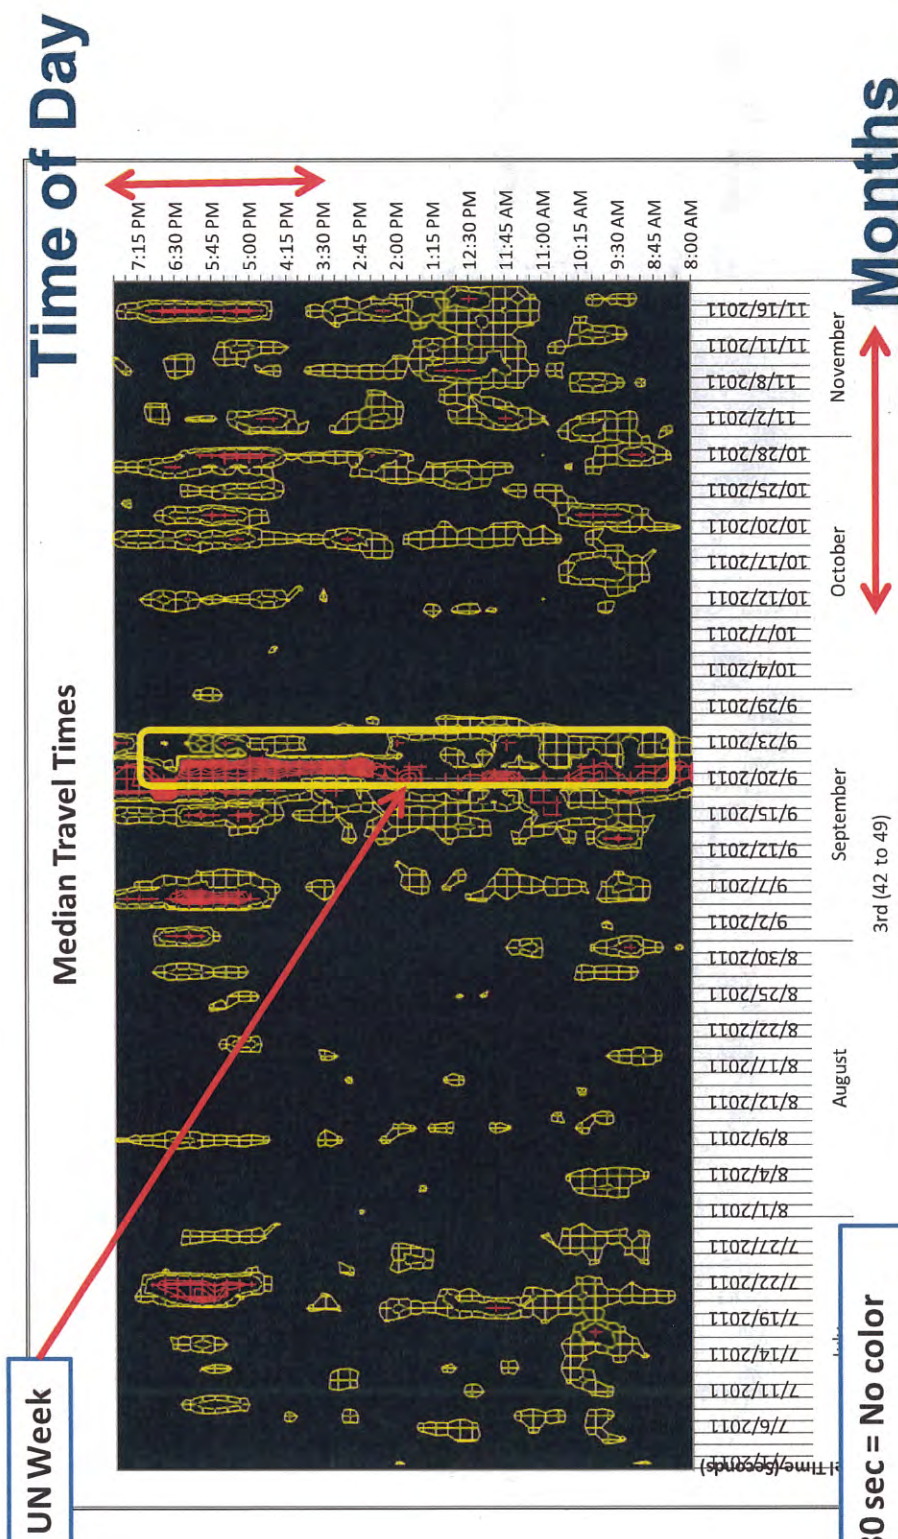 Time of Day
Median Travel Times
UN Week
7:15 PM
6:30 PM
5:45 PM
5:00 PM
4:15 PM
3:30 PM
2:45 PM
2:00 PM
1:15 PM
12:30 PM
11:45 AM
11:00 AM
10:15 AM
9:30 AM
8:45 AM
8:00 AM
7/1/2011
7/6/2011
7/11/2011
7/14/2011
7/19/2011
7/22/2011
7/27/2011
8/1/2011
8/4/2011
8/9/2011
8/12/2011
8/17/2011
8/22/2011
8/25/2011
8/30/2011
9/2/2011
9/7/2011
9/12/2011
9/15/2011
9/20/2011
9/23/2011
9/29/2011
10/4/2011
10/7/2011
10/12/2011
10/17/2011
10/20/2011
10/25/2011
10/28/2011
11/2/2011
11/8/2011
11/11/2011
11/16/2011
August
September
October
November
el Time (Seconds)
3rd (42 to 49)
Months
80 sec = No color